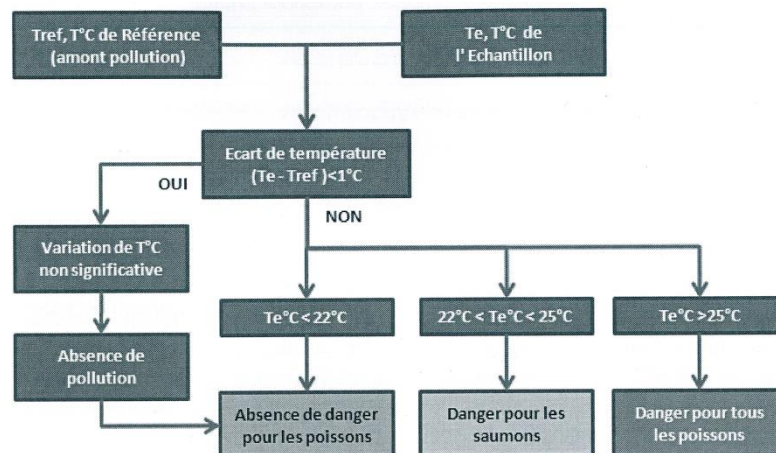 Tref, T°C de Référence
(amont pollution)
Te, T°C de
l' Echantillon
Ecart de température
(Te - Tref )<1°C
OUI
NON
Variation de T°C
non significative
Te°C < 22°C
22°C < Te°C < 25°C
Te°C >25°C
Absence de
pollution
Absence de danger
pour les poissons
Danger pour les
saumons
Danger pour tous
les poissons